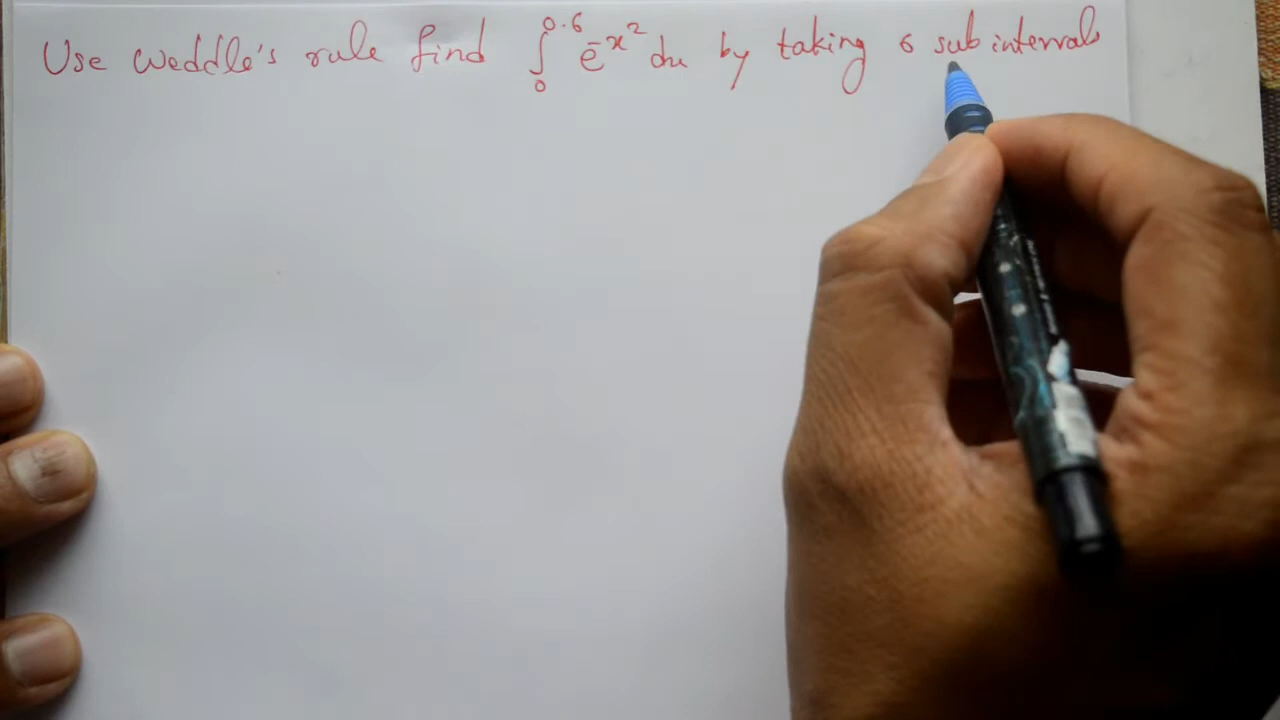 Use Weddle's rule find ∫₀^0.6 e^-x² dx by taking 6 sub intervals